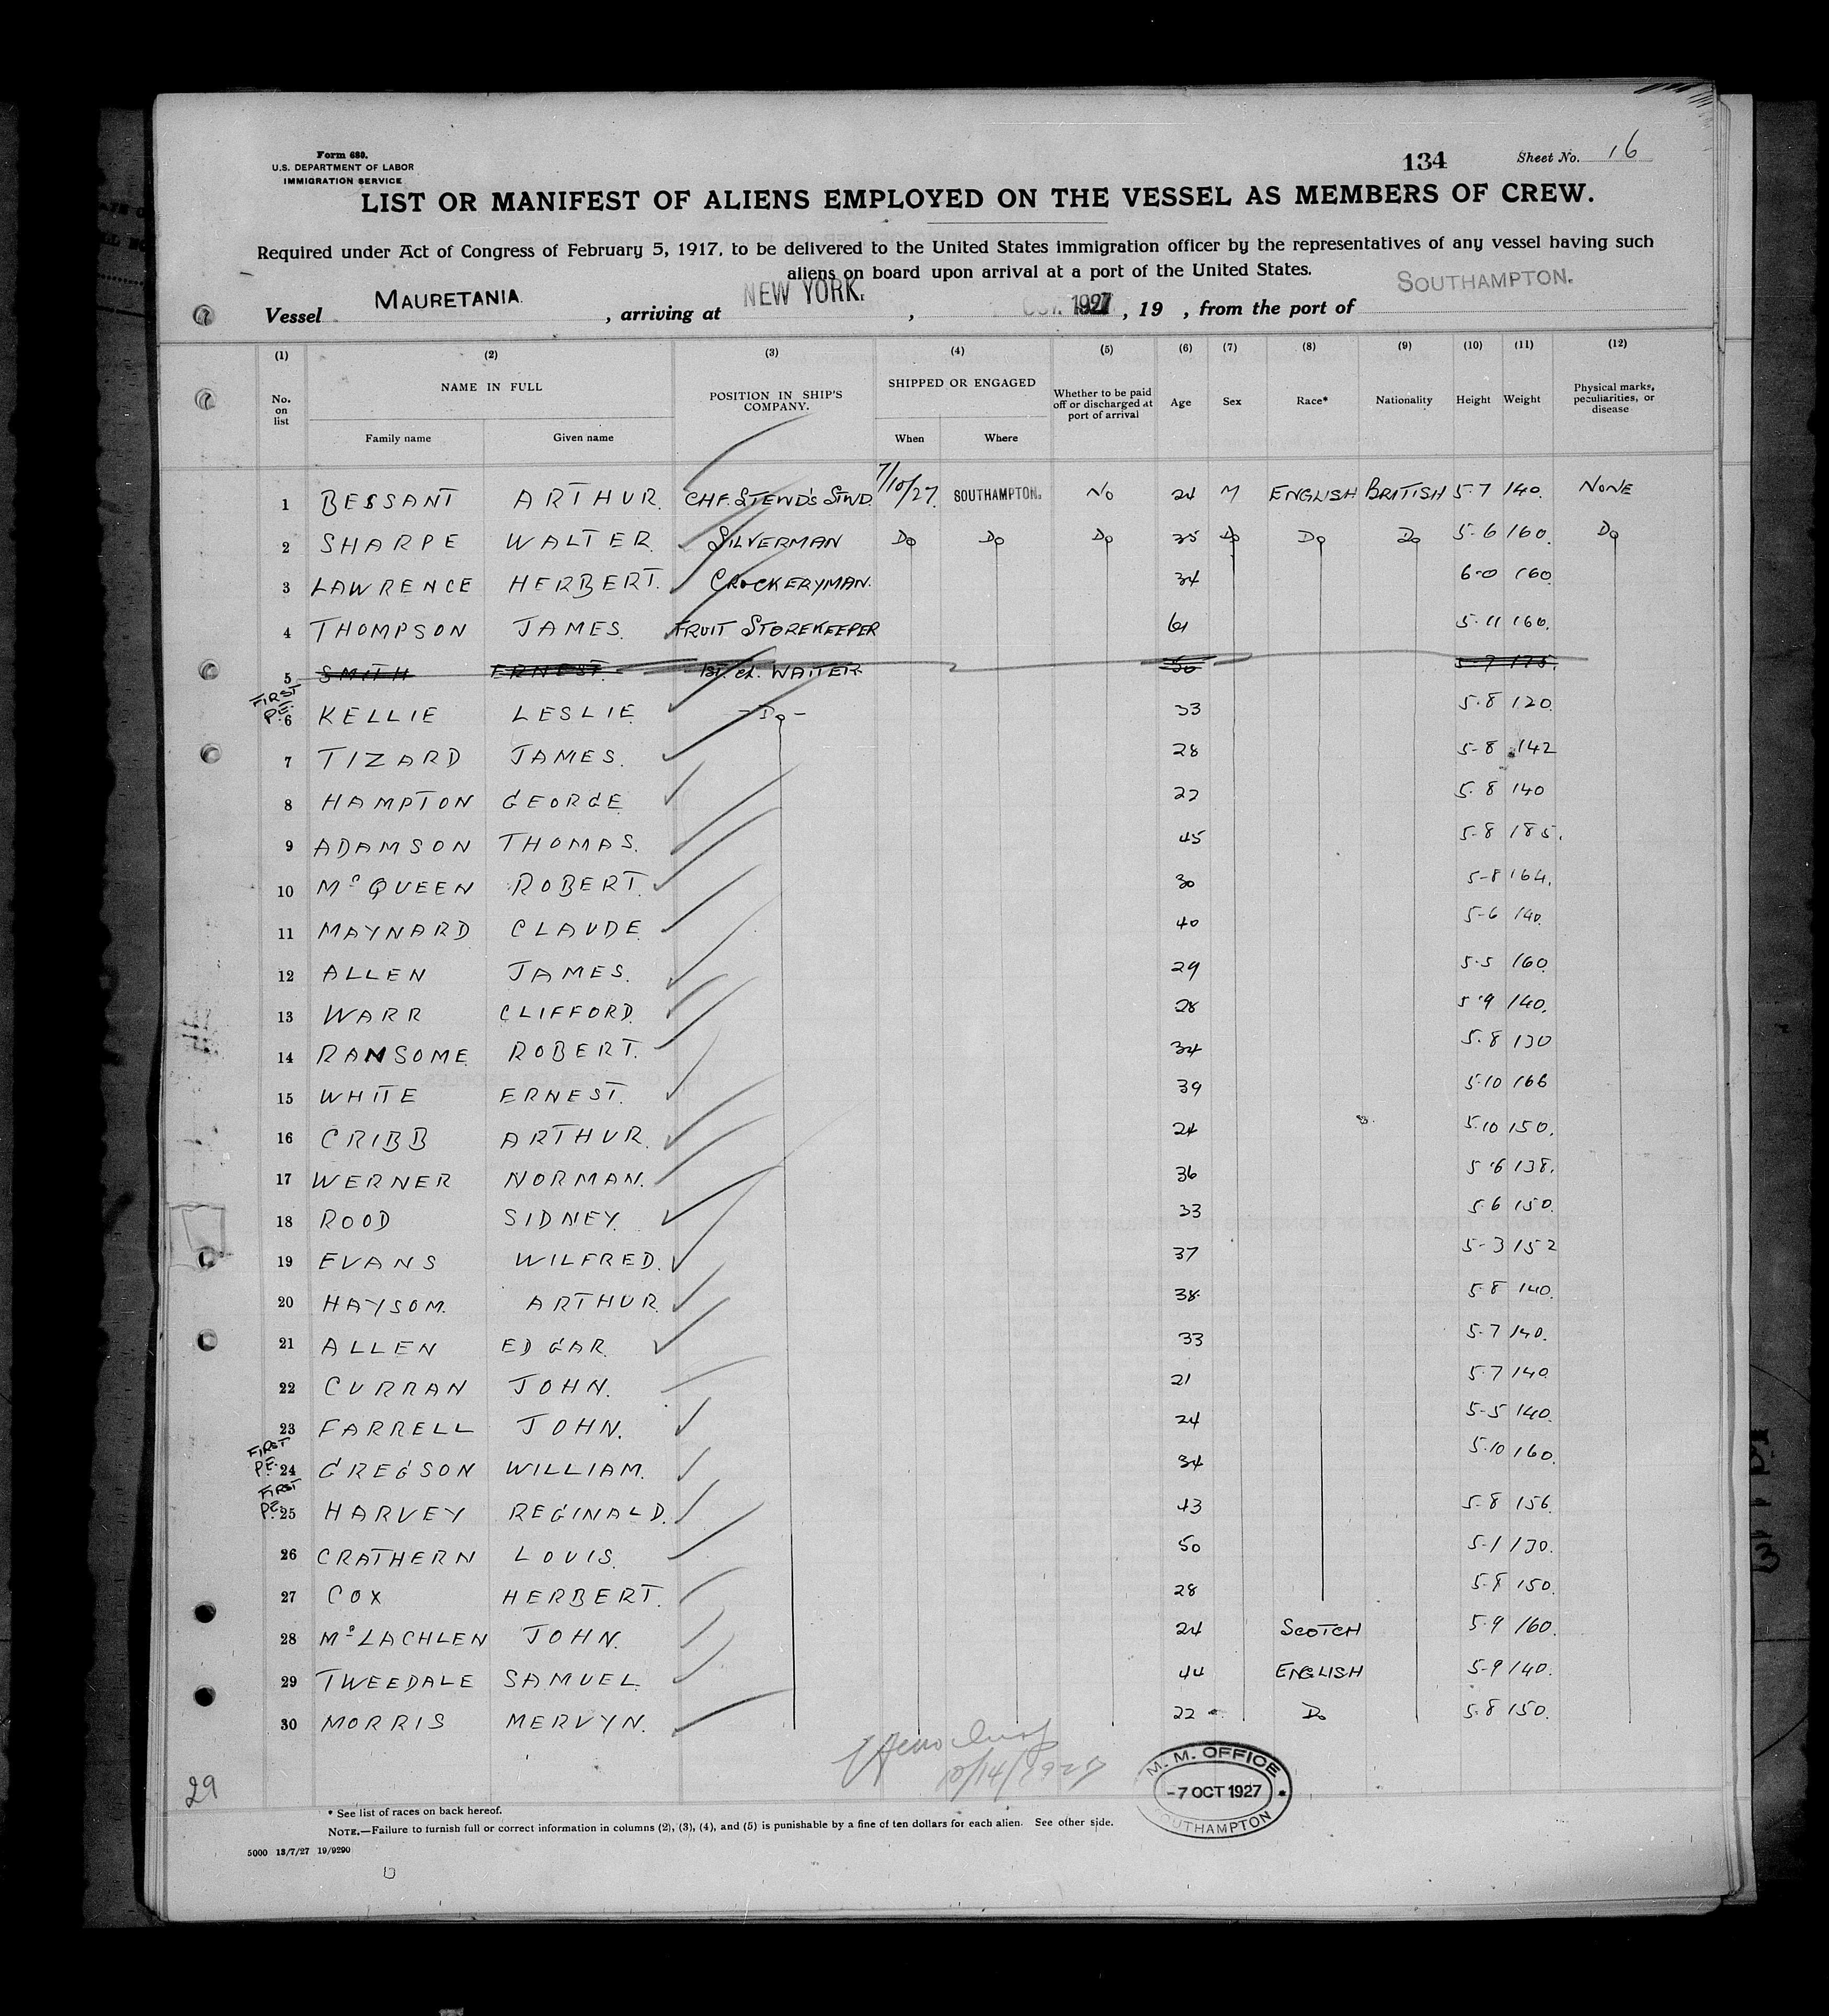 Form 680.
U.S. DEPARTMENT OF LABOR
IMMIGRATION SERVICE
134 Sheet No. 16
LIST OR MANIFEST OF ALIENS EMPLOYED ON THE VESSEL AS MEMBERS OF CREW.
Required under Act of Congress of February 5, 1917, to be delivered to the United States immigration officer by the representatives of any vessel having such
aliens on board upon arrival at a port of the United States.
Vessel MAURETANIA, arriving at NEW YORK. , OCT. 1927, 19 , from the port of SOUTHAMPTON.
(1) (2) (3) (4) (5) (6) (7) (8) (9) (10) (11) (12)
No. on list NAME IN FULL POSITION IN SHIP'S COMPANY. SHIPPED OR ENGAGED Whether to be paid off or discharged at port of arrival Age Sex Race* Nationality Height Weight Physical marks, peculiarities, or disease
Family name Given name When Where
1 BESSANT ARTHUR. CHF. STEWD'S STWD. 7/10/27. SOUTHAMPTON. No 24 M ENGLISH BRITISH 5-7 140. NONE
2 SHARPE WALTER SILVERMAN Do Do Do 35 Do Do Do 5-6 160. Do
3 LAWRENCE HERBERT. CROCKERYMAN. 34 6-0 160
4 THOMPSON JAMES. FRUIT STOREKEEPER 61 5-11 160.
5 SMITH ERNEST. 1st. Cl. WAITER 5-7 175.
FIRST P.E. 6 KELLIE LESLIE - Do - 33 5-8 120.
7 TIZARD JAMES. 28 5-8 142
8 HAMPTON GEORGE 5-8 140
9 ADAMSON THOMAS. 45 5-8 185.
10 McQUEEN ROBERT. 30 5-8 164.
11 MAYNARD CLAUDE 40 5-6 140.
12 ALLEN JAMES. 29 5-5 160.
13 WARR CLIFFORD. 28 5-9 140.
14 RANSOME ROBERT. 34 5-8 130
15 WHITE ERNEST. 39 5-10 166
16 CRIBB ARTHUR. 24 5-10 150.
17 WERNER NORMAN. 36 5-6 138.
18 ROOD SIDNEY. 33 5-6 150.
19 EVANS WILFRED. 37 5-3 152
20 HAYSOM. ARTHUR. 38 5-8 140.
21 ALLEN EDGAR. 33 5-7 140.
22 CURRAN JOHN. 21 5-7 140.
23 FARRELL JOHN. 24 5-5 140.
FIRST P.E. 24 GREGSON WILLIAM. 34 5-10 160.
FIRST P.E. 25 HARVEY REGINALD. 43 5-8 156.
26 CRATHERN LOUIS. 50 5-1 130.
27 COX HERBERT. 28 5-8 150.
28 McLACHLEN JOHN. 24 SCOTCH 5-9 160.
29 TWEEDALE SAMUEL. 44 ENGLISH 5-9 140.
30 MORRIS MERVYN. 22 Do 5-8 150.
10/14/1927
M. M. OFFICE
-7 OCT 1927
SOUTHAMPTON
29
* See list of races on back hereof.
NOTE.—Failure to furnish full or correct information in columns (2), (3), (4), and (5) is punishable by a fine of ten dollars for each alien. See other side.
5000 13/7/27 19/9290